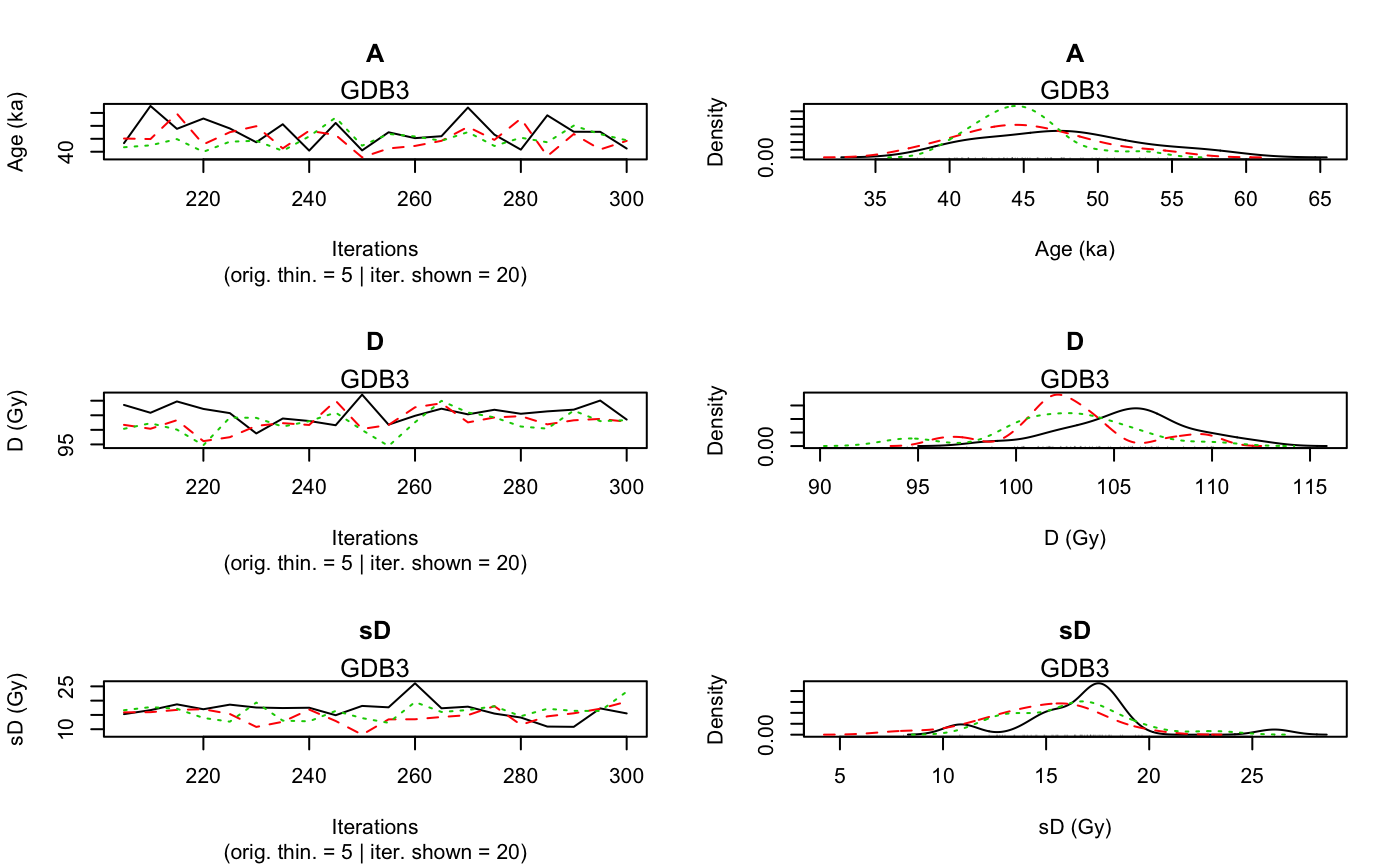 A
GDB3
Age (ka)
40
220 240 260 280 300
Iterations
(orig. thin. = 5 | iter. shown = 20)
A
GDB3
Density
0.00
35 40 45 50 55 60 65
Age (ka)
D
GDB3
D (Gy)
95
220 240 260 280 300
Iterations
(orig. thin. = 5 | iter. shown = 20)
D
GDB3
Density
0.00
90 95 100 105 110 115
D (Gy)
sD
GDB3
sD (Gy)
25
10
220 240 260 280 300
Iterations
(orig. thin. = 5 | iter. shown = 20)
sD
GDB3
Density
0.00
5 10 15 20 25
sD (Gy)